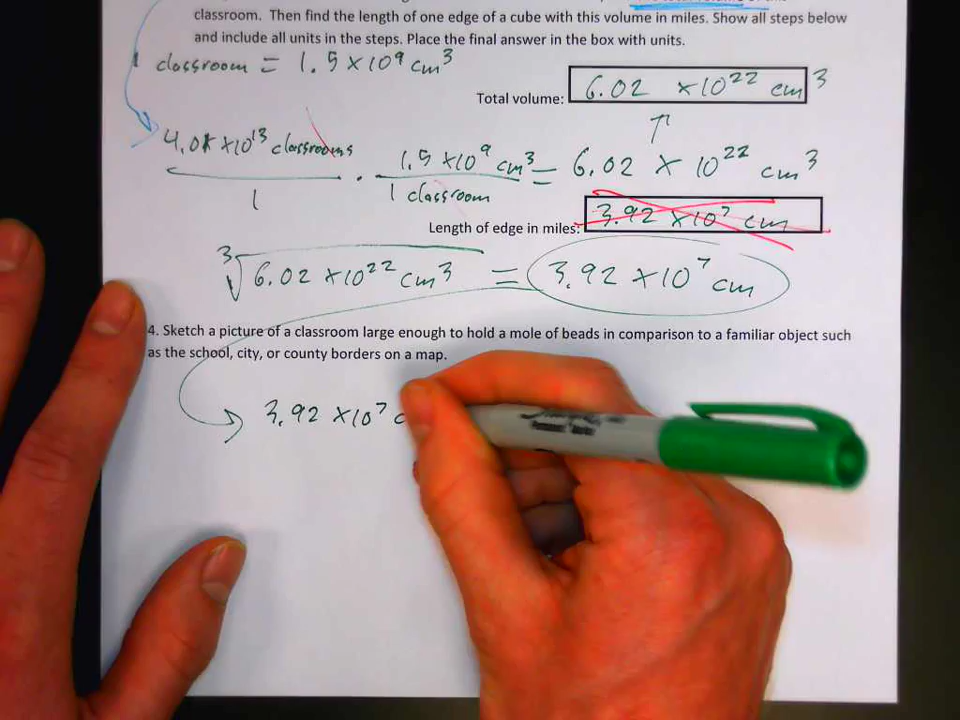 classroom. Then find the length of one edge of a cube with this volume in miles. Show all steps below
and include all units in the steps. Place the final answer in the box with units.
1 classroom = 1.5 × 10⁹ cm³
Total volume: 6.02 × 10²² cm³
4.01 × 10¹³ classrooms / 1 · 1.5 × 10⁹ cm³ / 1 classroom = 6.02 × 10²² cm³
Length of edge in miles: 3.92 × 10⁷ cm
³√6.02 × 10²² cm³ = 3.92 × 10⁷ cm
4. Sketch a picture of a classroom large enough to hold a mole of beads in comparison to a familiar object such
as the school, city, or county borders on a map.
3.92 × 10⁷ c